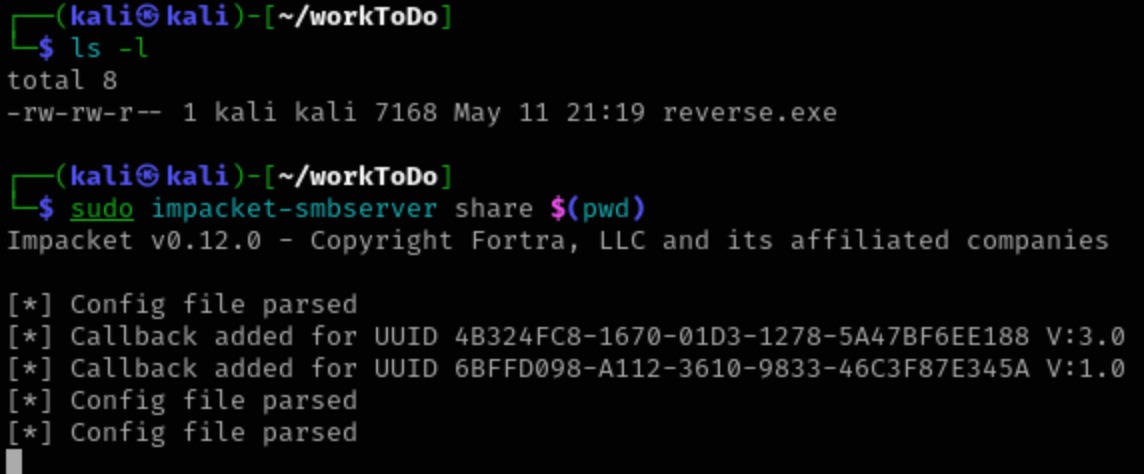 ┌──(kali㉿kali)-[~/workToDo]
└─$ ls -l
total 8
-rw-rw-r-- 1 kali kali 7168 May 11 21:19 reverse.exe
┌──(kali㉿kali)-[~/workToDo]
└─$ sudo impacket-smbserver share $(pwd)
Impacket v0.12.0 - Copyright Fortra, LLC and its affiliated companies
[*] Config file parsed
[*] Callback added for UUID 4B324FC8-1670-01D3-1278-5A47BF6EE188 V:3.0
[*] Callback added for UUID 6BFFD098-A112-3610-9833-46C3F87E345A V:1.0
[*] Config file parsed
[*] Config file parsed